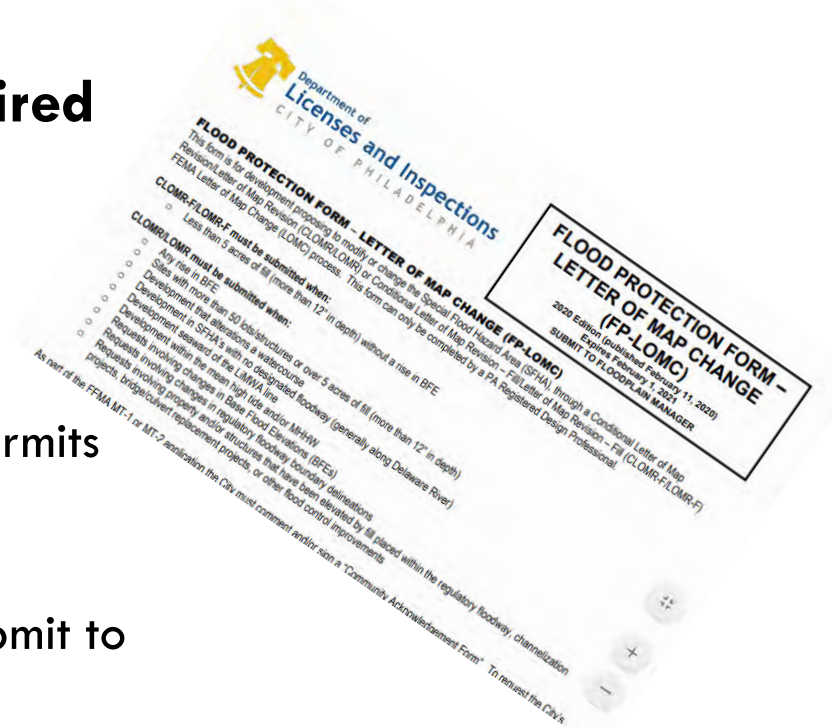 ired
rmits
omit to
Department of
Licenses and Inspections
CITY OF PHILADELPHIA
FLOOD PROTECTION FORM –
LETTER OF MAP CHANGE
(FP-LOMC)
2020 Edition (published February 11, 2020)
Expires February 1, 2021
SUBMIT TO FLOODPLAIN MANAGER
FLOOD PROTECTION FORM – LETTER OF MAP CHANGE (FP-LOMC)
This form is for development proposing to modify or change the Special Flood Hazard Area (SFHA), through a Conditional Letter of Map
Revision/Letter of Map Revision (CLOMR/LOMR) or Conditional Letter of Map Revision – Fill/Letter of Map Revision – Fill (CLOMR-F/LOMR-F)
FEMA Letter of Map Change (LOMC) process. This form can only be completed by a PA Registered Design Professional.
CLOMR-F/LOMR-F must be submitted when:
o Less than 5 acres of fill (more than 12" in depth) without a rise in BFE
CLOMR/LOMR must be submitted when:
o Any rise in BFE
o Sites with more than 50 lots/structures or over 5 acres of fill (more than 12" in depth)
o Development that alterations a watercourse
o Development in SFHA's with no designated floodway (generally along Delaware River)
o Development seaward of the LiMWA line
o Development within the mean high tide and/or MHHW
o Requests involving changes in Base Flood Elevations (BFEs)
o Requests involving changes in regulatory floodway boundary delineations
o Requests involving property and/or structures that have been elevated by fill placed within the regulatory floodway, channelization
projects, bridge/culvert replacement projects, or other flood control improvements
As part of the FEMA MT-1 or MT-2 application the City must comment and/or sign a "Community Acknowledgement Form" To request the City's